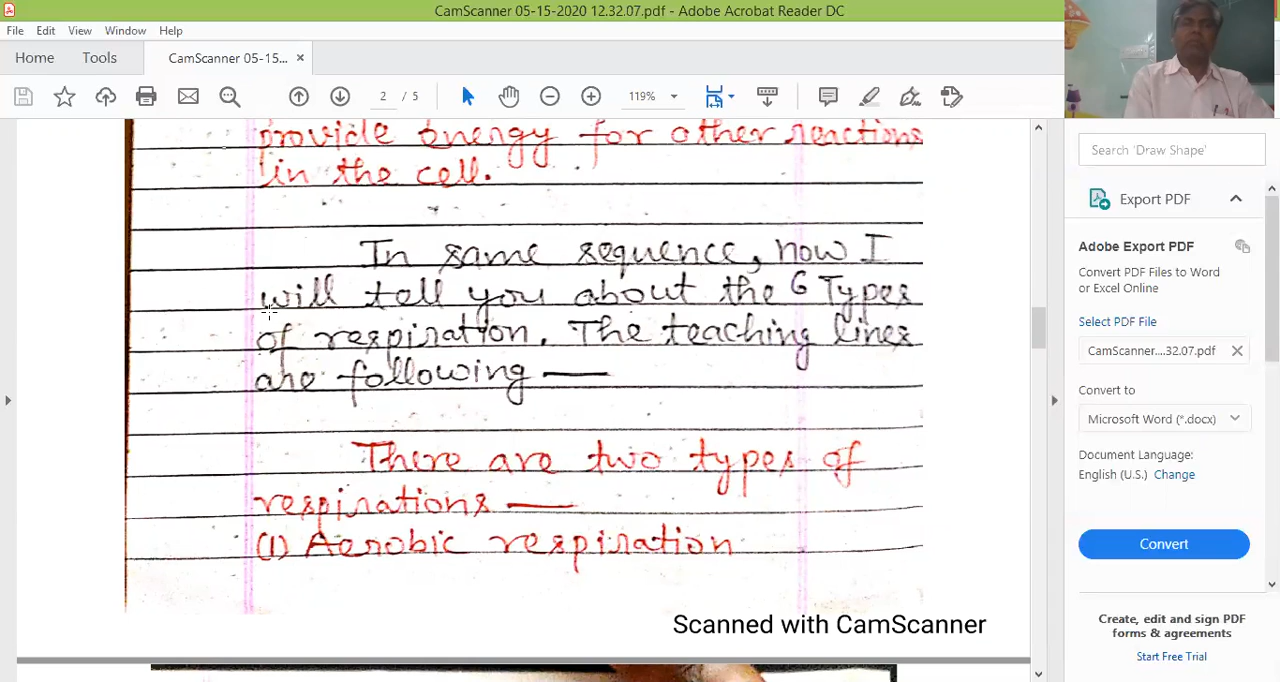 CamScanner 05-15-2020 12.32.07.pdf - Adobe Acrobat Reader DC
File Edit View Window Help
Home Tools CamScanner 05-15... ×
2 / 5 119%
provide energy for other reactions
in the cell.
In same sequence, now I
will tell you about the 6 Types
of respiration. The teaching lines
are following —
There are two types of
respirations —
(1) Aerobic respiration
Scanned with CamScanner
Search 'Draw Shape'
Export PDF
Adobe Export PDF
Convert PDF Files to Word
or Excel Online
Select PDF File
CamScanner....32.07.pdf
Convert to
Microsoft Word (*.docx)
Document Language:
English (U.S.) Change
Convert
Create, edit and sign PDF
forms & agreements
Start Free Trial